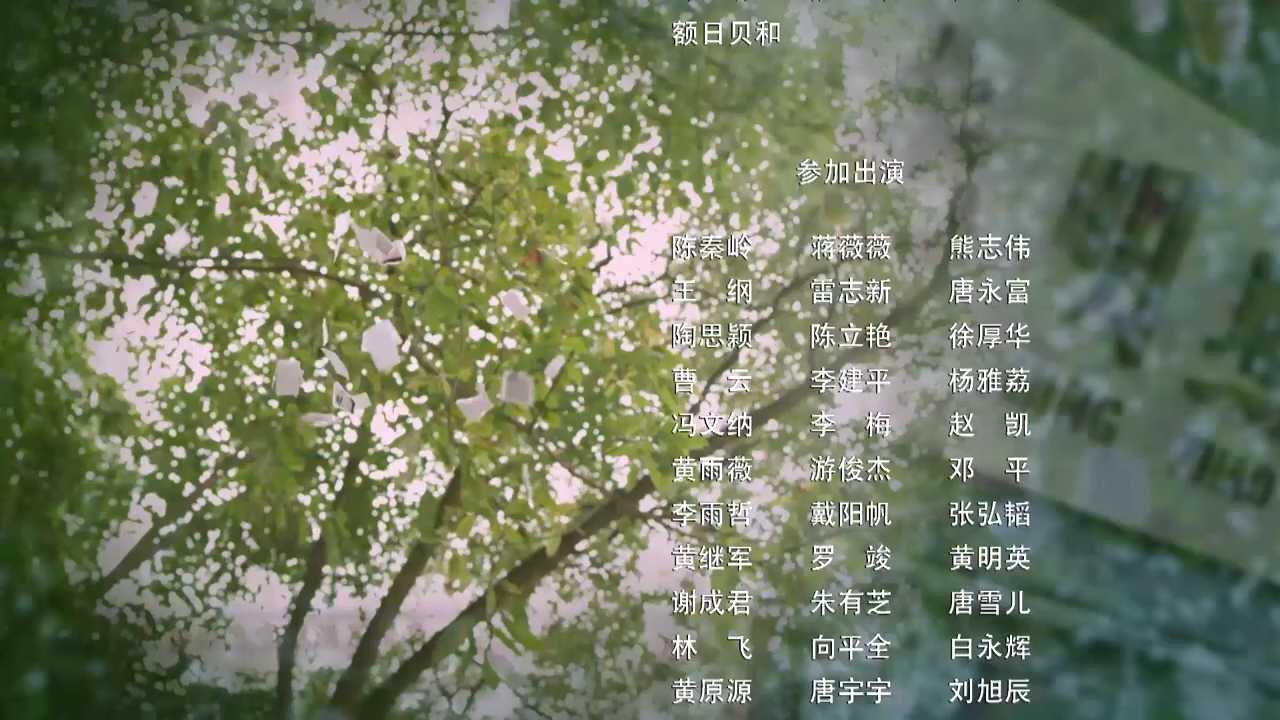 额日贝和
参加出演
陈秦岭 蒋薇薇 熊志伟
王 纲 雷志新 唐永富
陶思颖 陈立艳 徐厚华
曹 云 李建平 杨雅荔
冯文纳 李 梅 赵 凯
黄雨薇 游俊杰 邓 平
李雨哲 戴阳帆 张弘韬
黄继军 罗 竣 黄明英
谢成君 朱有芝 唐雪儿
林 飞 向平全 白永辉
黄原源 唐宇宇 刘旭辰